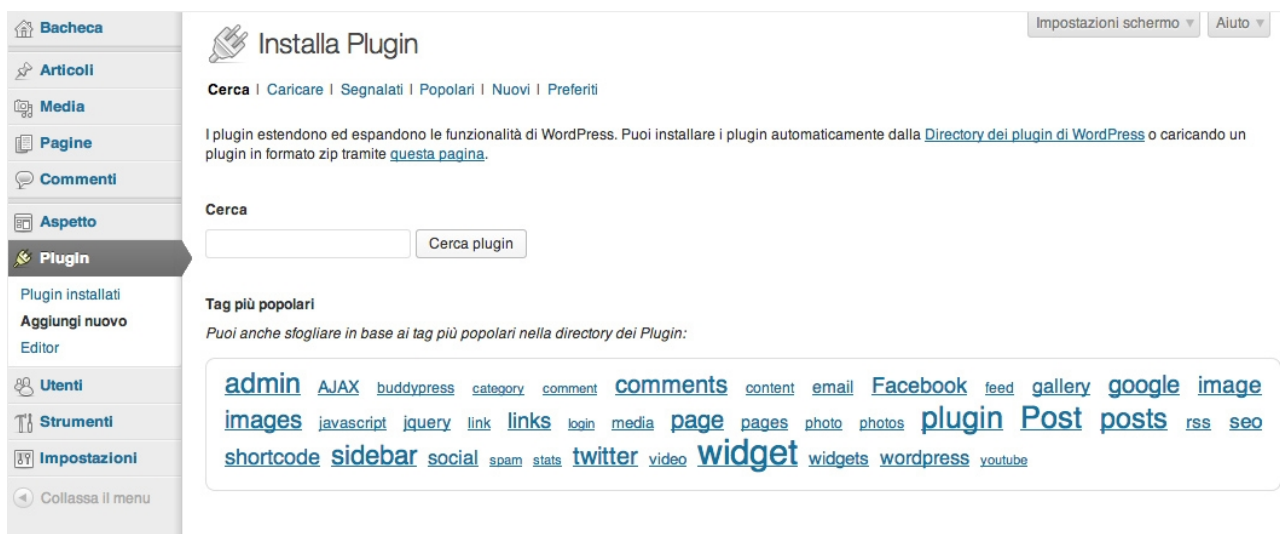 Bacheca
Articoli
Media
Pagine
Commenti
Aspetto
Plugin
Plugin installati
Aggiungi nuovo
Editor
Utenti
Strumenti
Impostazioni
Collassa il menu
Impostazioni schermo
Aiuto
Installa Plugin
Cerca | Caricare | Segnalati | Popolari | Nuovi | Preferiti
I plugin estendono ed espandono le funzionalità di WordPress. Puoi installare i plugin automaticamente dalla Directory dei plugin di WordPress o caricando un
plugin in formato zip tramite questa pagina.
Cerca
Cerca plugin
Tag più popolari
Puoi anche sfogliare in base ai tag più popolari nella directory dei Plugin:
admin AJAX buddypress category comment comments content email Facebook feed gallery google image
images javascript jquery link links login media page pages photo photos plugin Post posts rss seo
shortcode sidebar social spam stats twitter video widget widgets wordpress youtube